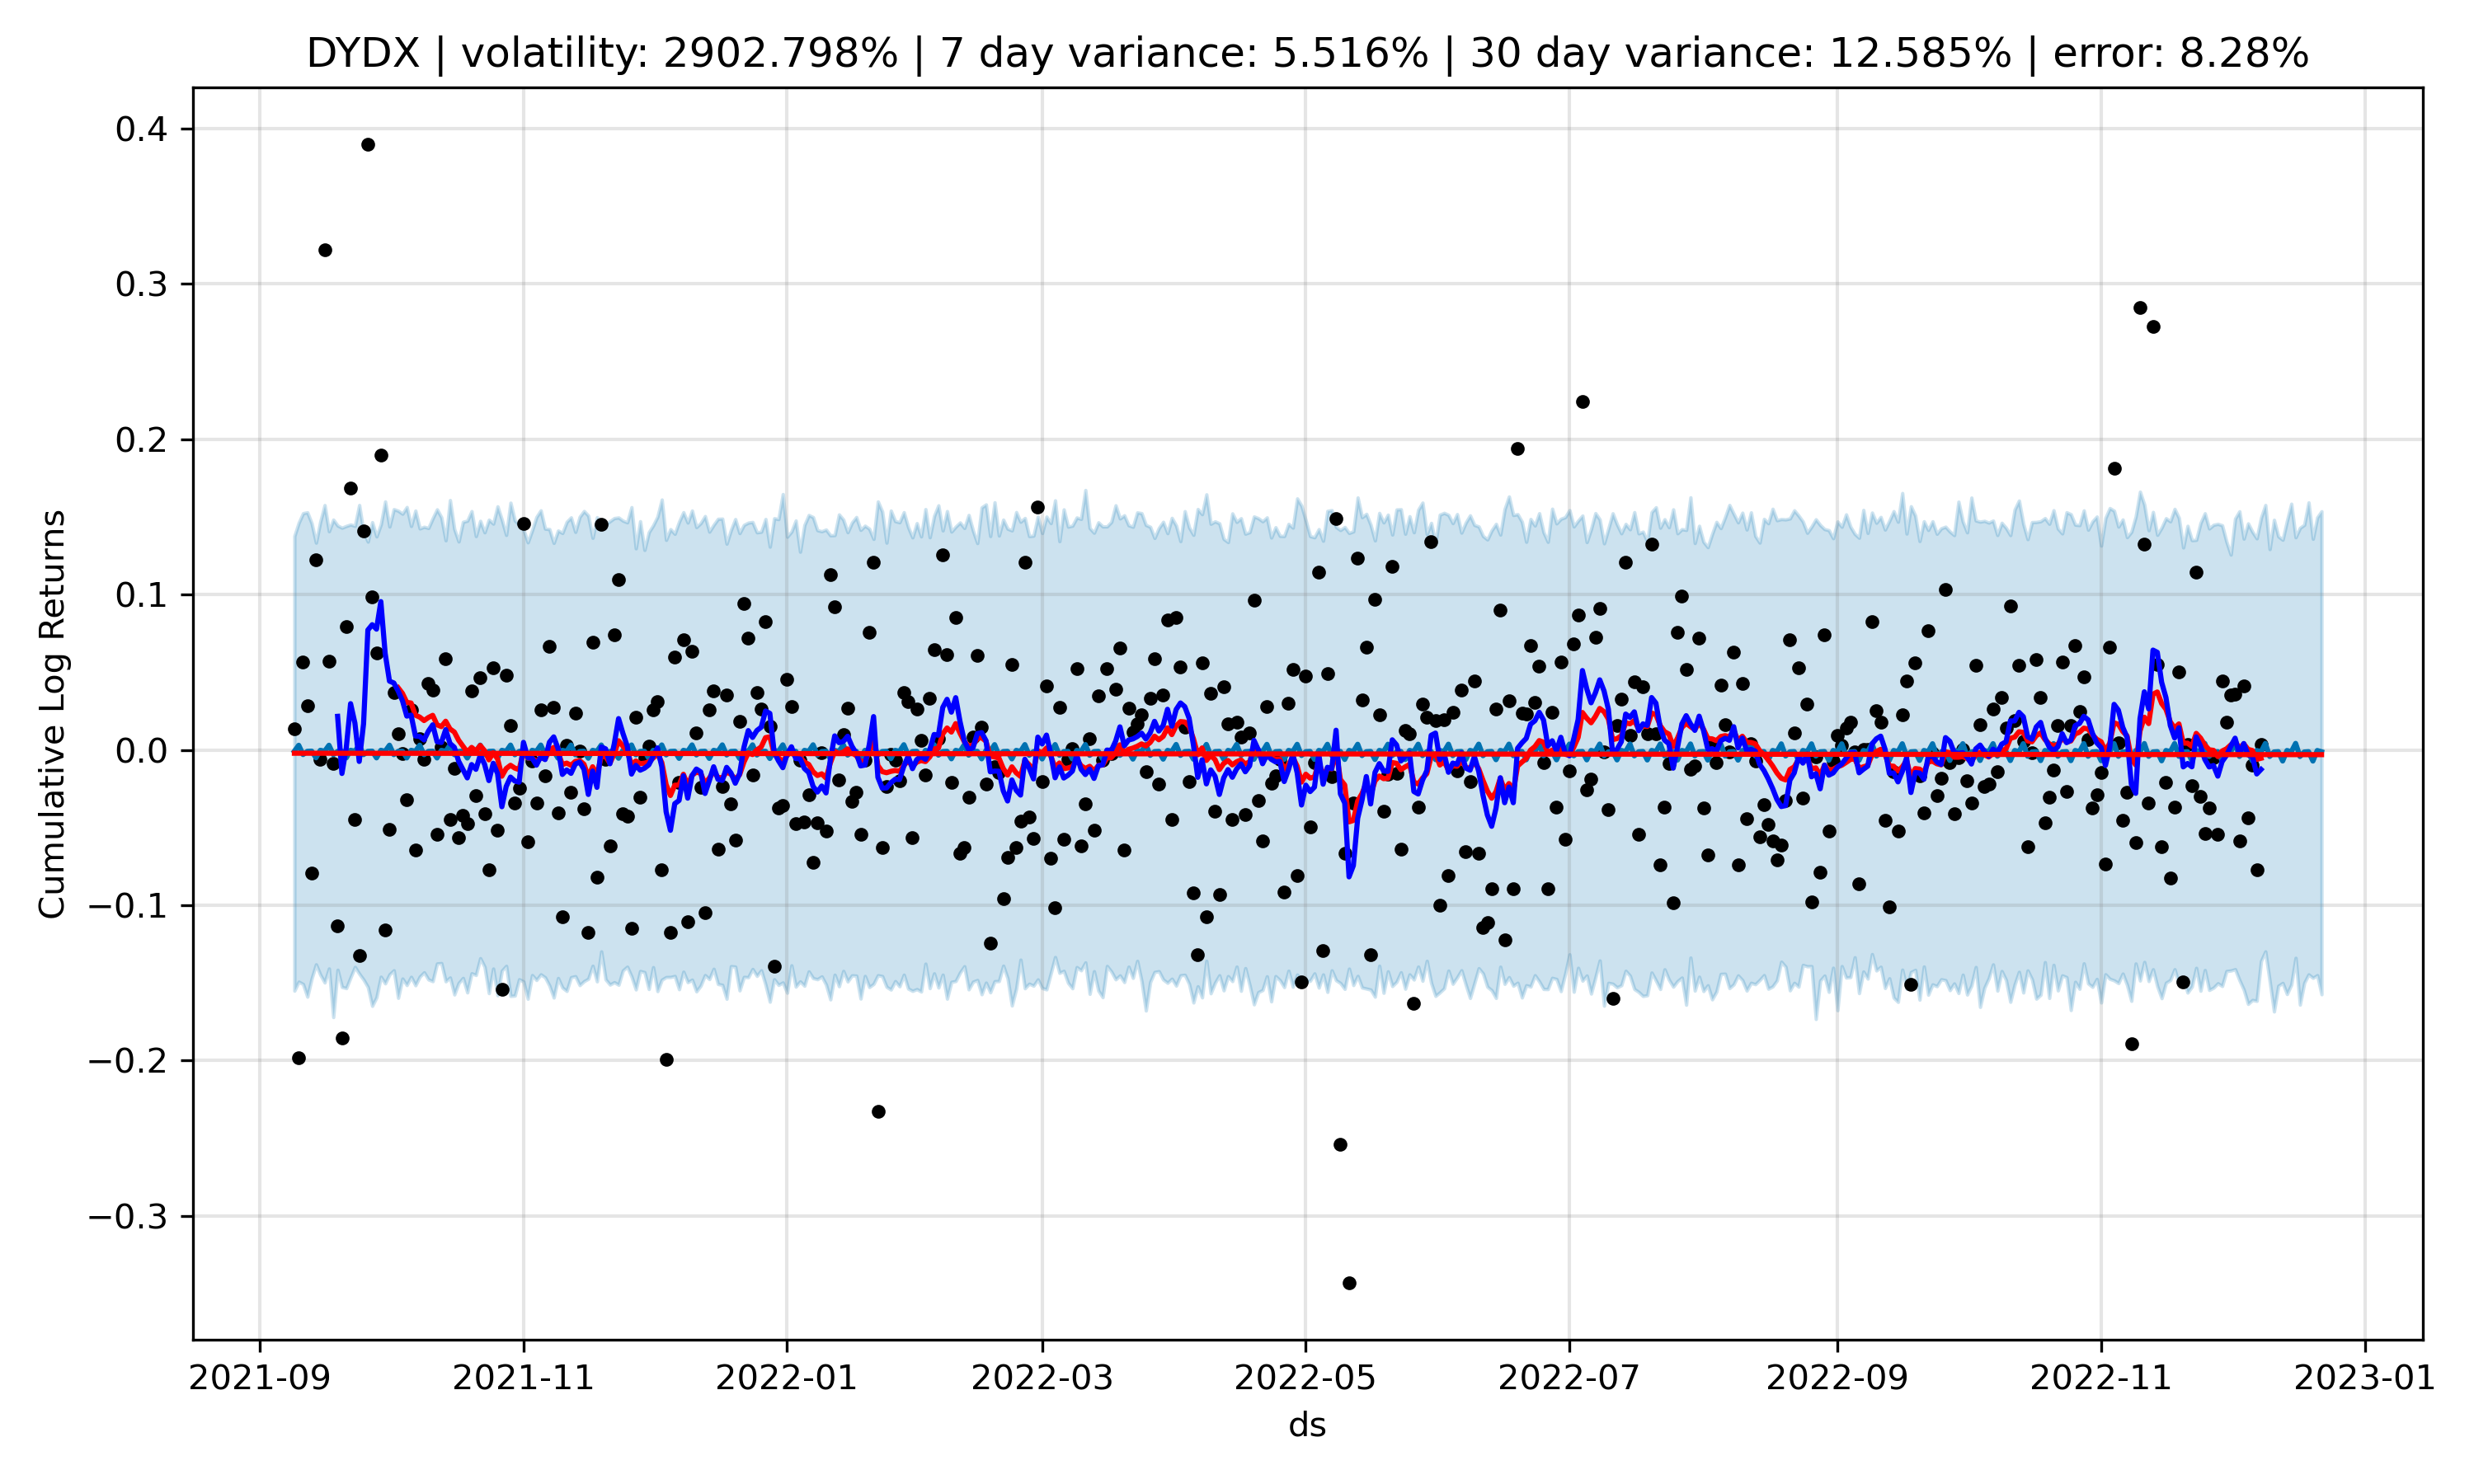 DYDX | volatility: 2902.798% | 7 day variance: 5.516% | 30 day variance: 12.585% | error: 8.28%
0.4
0.3
0.2
0.1
0.0
−0.1
−0.2
−0.3
Cumulative Log Returns
2021-09 2021-11 2022-01 2022-03 2022-05 2022-07 2022-09 2022-11 2023-01
ds